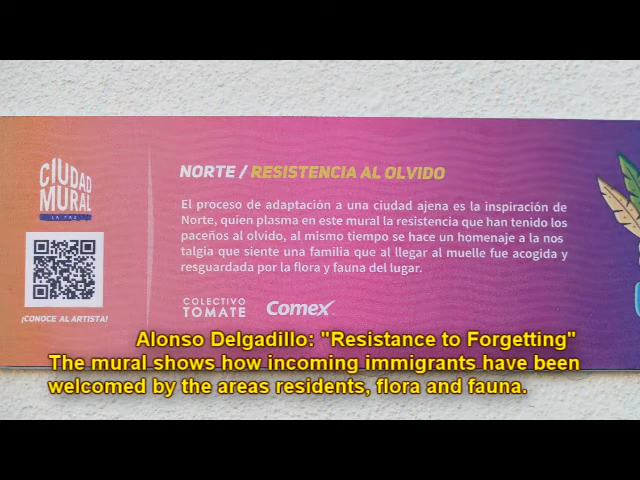 CIUDAD
MURAL
LA PAZ
¡CONOCE AL ARTISTA!
NORTE / RESISTENCIA AL OLVIDO
El proceso de adaptación a una ciudad ajena es la inspiración de
Norte, quien plasma en este mural la resistencia que han tenido los
paceños al olvido, al mismo tiempo se hace un homenaje a la nos
talgia que siente una familia que al llegar al muelle fue acogida y
resguardada por la flora y fauna del lugar.
COLECTIVO
TOMATE
Comex
Alonso Delgadillo: "Resistance to Forgetting"
The mural shows how incoming immigrants have been
welcomed by the areas residents, flora and fauna.